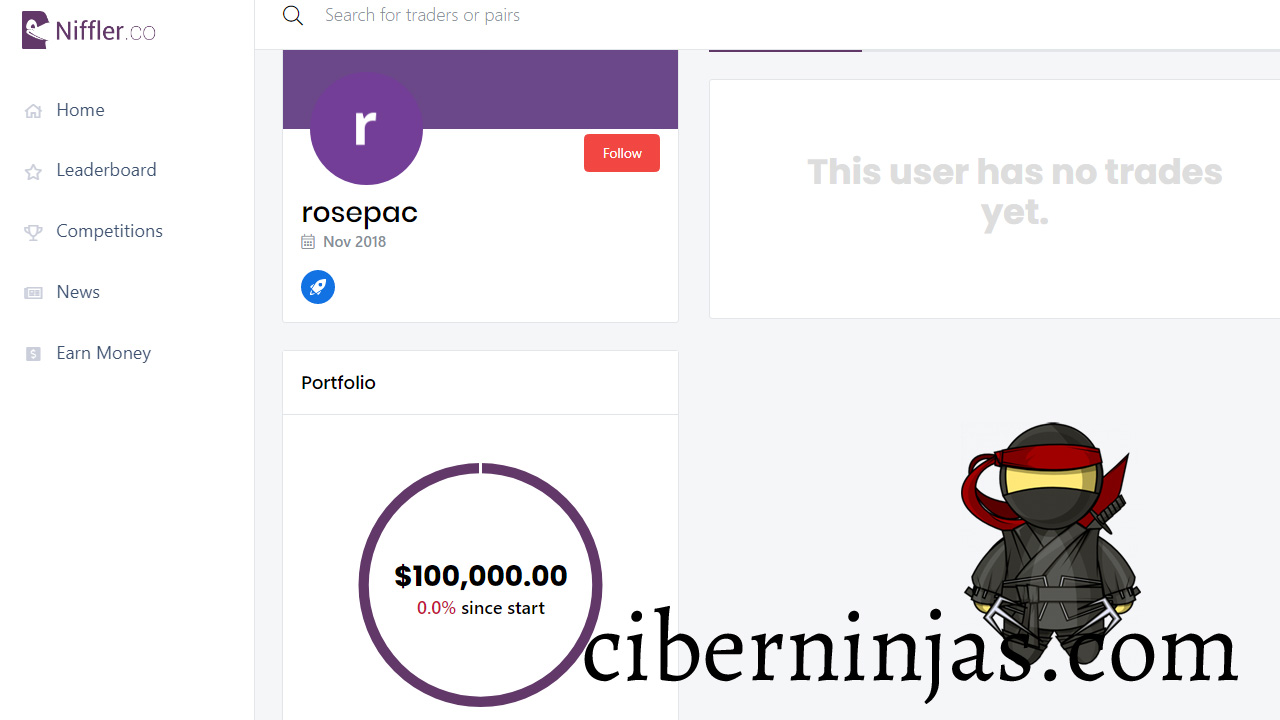 Niffler.co
Search for traders or pairs
Home
Leaderboard
Competitions
News
Earn Money
r
Follow
rosepac
Nov 2018
This user has no trades
yet.
Portfolio
$100,000.00
0.0% since start
ciberninjas.com